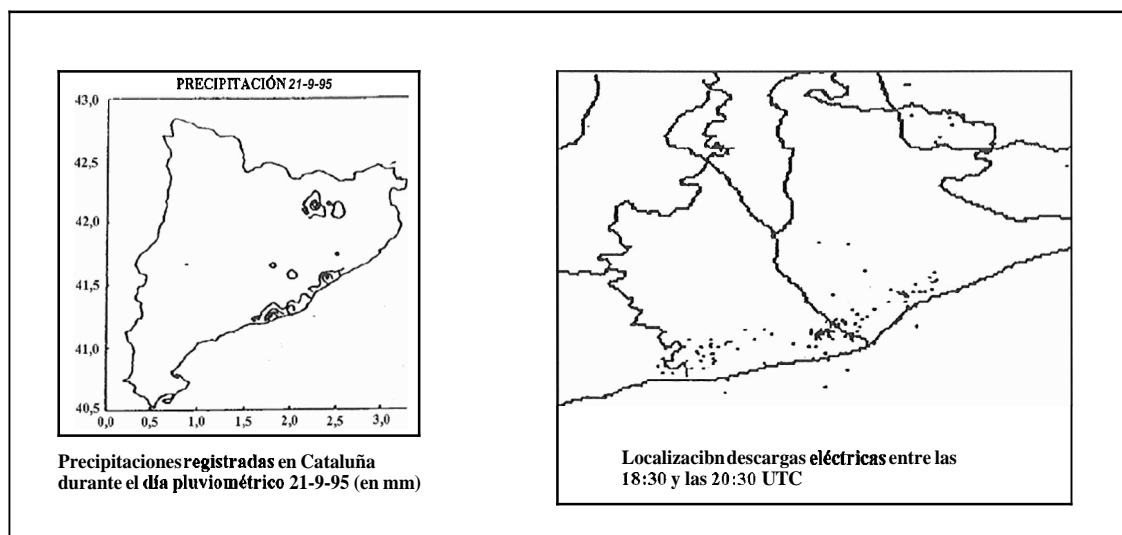 PRECIPITACIÓN 21-9-95
43,0
42,5
42,0
41,5
41,0
40,5
0,0 0,5 1,0 1,5 2,0 2,5 3,0
Precipitaciones registradas en Cataluña
durante el día pluviométrico 21-9-95 (en mm)
Localizacibn descargas eléctricas entre las
18:30 y las 20:30 UTC